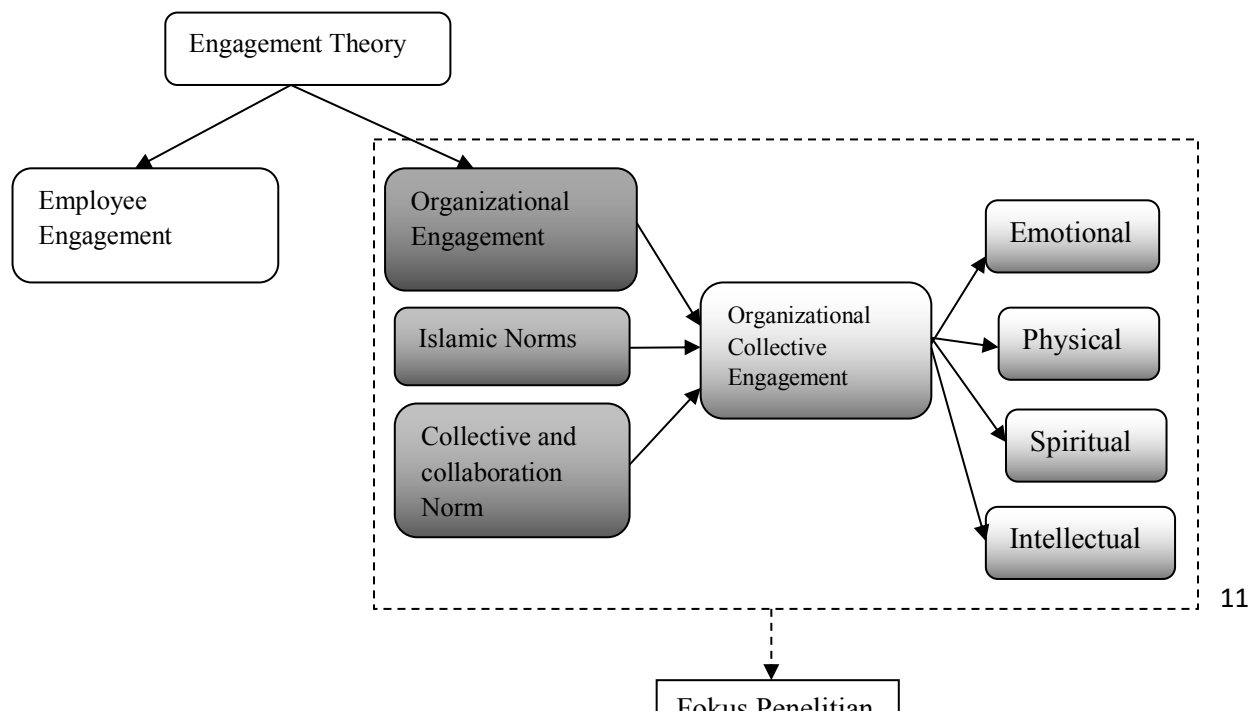 Engagement Theory
Employee
Engagement
Organizational
Engagement
Islamic Norms
Collective and
collaboration
Norm
Organizational
Collective
Engagement
Emotional
Physical
Spiritual
Intellectual
11
Fokus Penelitian